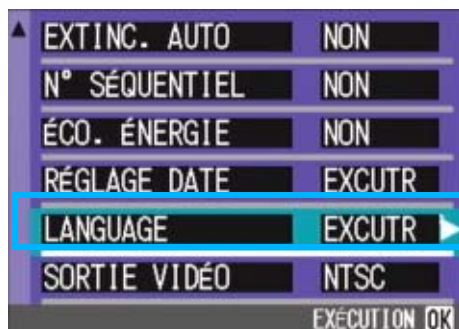 EXTINC. AUTO NON
N° SÉQUENTIEL NON
ÉCO. ÉNERGIE NON
RÉGLAGE DATE EXCUTR
LANGUAGE EXCUTR
SORTIE VIDÉO NTSC
EXÉCUTION OK